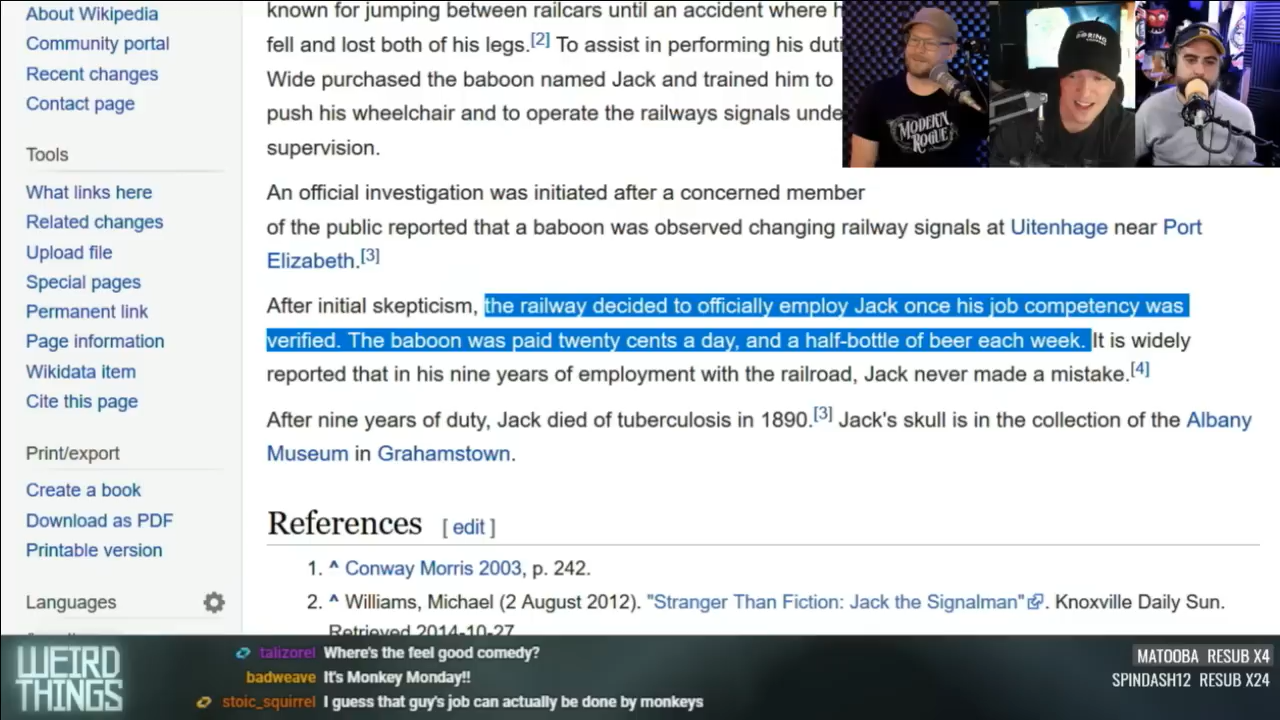 About Wikipedia
Community portal
Recent changes
Contact page
Tools
What links here
Related changes
Upload file
Special pages
Permanent link
Page information
Wikidata item
Cite this page
Print/export
Create a book
Download as PDF
Printable version
Languages
known for jumping between railcars until an accident where
fell and lost both of his legs.[2] To assist in performing his
Wide purchased the baboon named Jack and trained him to
push his wheelchair and to operate the railways signals
supervision.
An official investigation was initiated after a concerned member
of the public reported that a baboon was observed changing railway signals at Uitenhage near Port
Elizabeth.[3]
After initial skepticism, the railway decided to officially employ Jack once his job competency was
verified. The baboon was paid twenty cents a day, and a half-bottle of beer each week. It is widely
reported that in his nine years of employment with the railroad, Jack never made a mistake.[4]
After nine years of duty, Jack died of tuberculosis in 1890.[3] Jack's skull is in the collection of the Albany
Museum in Grahamstown.
References [ edit ]
1. ^ Conway Morris 2003, p. 242.
2. ^ Williams, Michael (2 August 2012). "Stranger Than Fiction: Jack the Signalman". Knoxville Daily Sun.
Retrieved 2014-10-27
MODERN
ROGUE
WEIRD
THINGS
talizorel Where's the feel good comedy?
badweave It's Monkey Monday!!
stoic_squirrel I guess that guy's job can actually be done by monkeys
MATOOBA RESUB X4
SPINDASH12 RESUB X24